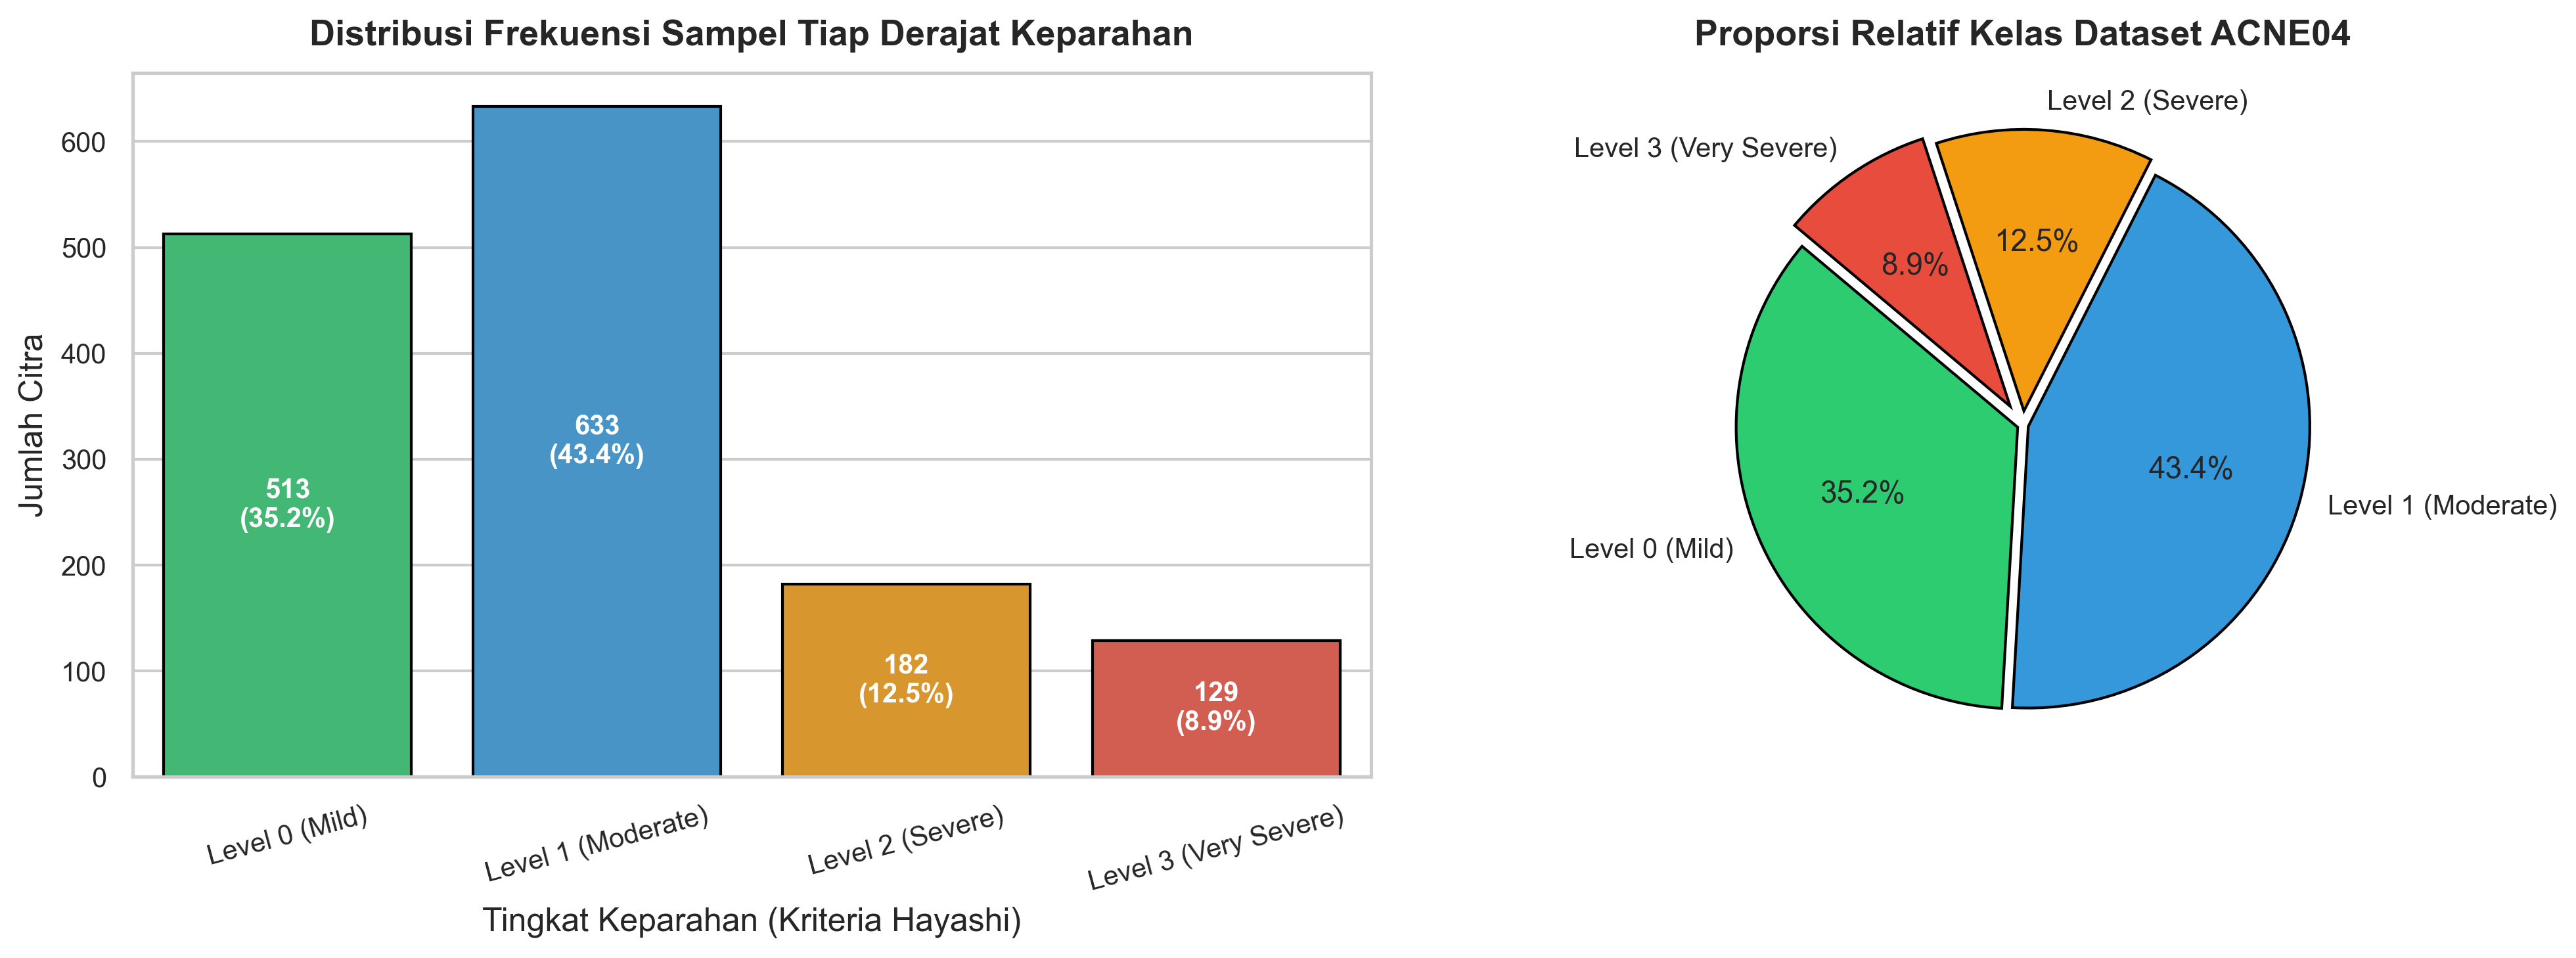 Distribusi Frekuensi Sampel Tiap Derajat Keparahan
Jumlah Citra
600
500
400
300
200
100
0
513
(35.2%)
633
(43.4%)
182
(12.5%)
129
(8.9%)
Level 0 (Mild)
Level 1 (Moderate)
Level 2 (Severe)
Level 3 (Very Severe)
Tingkat Keparahan (Kriteria Hayashi)
Proporsi Relatif Kelas Dataset ACNE04
Level 2 (Severe)
Level 3 (Very Severe)
12.5%
8.9%
43.4%
35.2%
Level 1 (Moderate)
Level 0 (Mild)